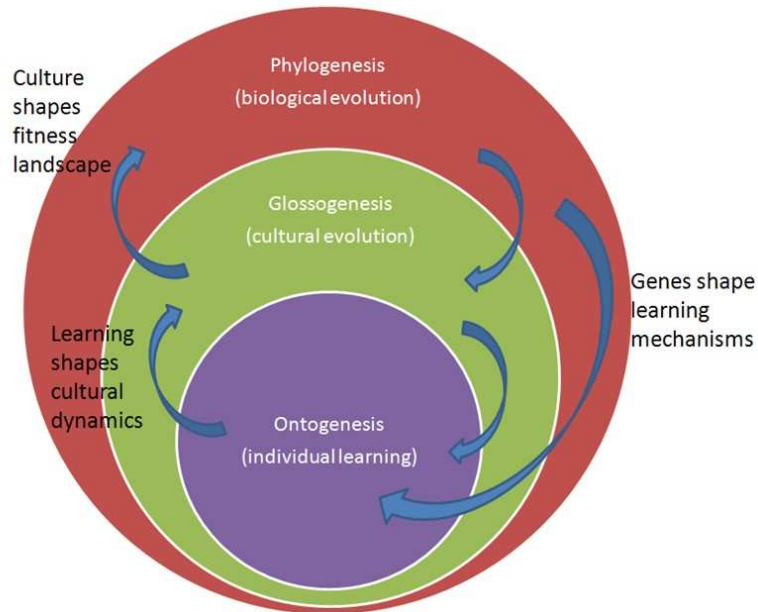 Culture
shapes
fitness
landscape
Phylogenesis
(biological evolution)
Glossogenesis
(cultural evolution)
Genes shape
learning
mechanisms
Learning
shapes
cultural
dynamics
Ontogenesis
(individual learning)